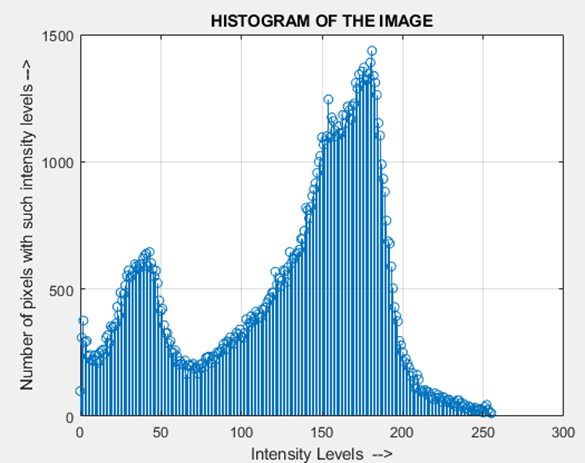 HISTOGRAM OF THE IMAGE
Number of pixels with such intensity levels -->
1500
1000
500
0
0 50 100 150 200 250 300
Intensity Levels -->